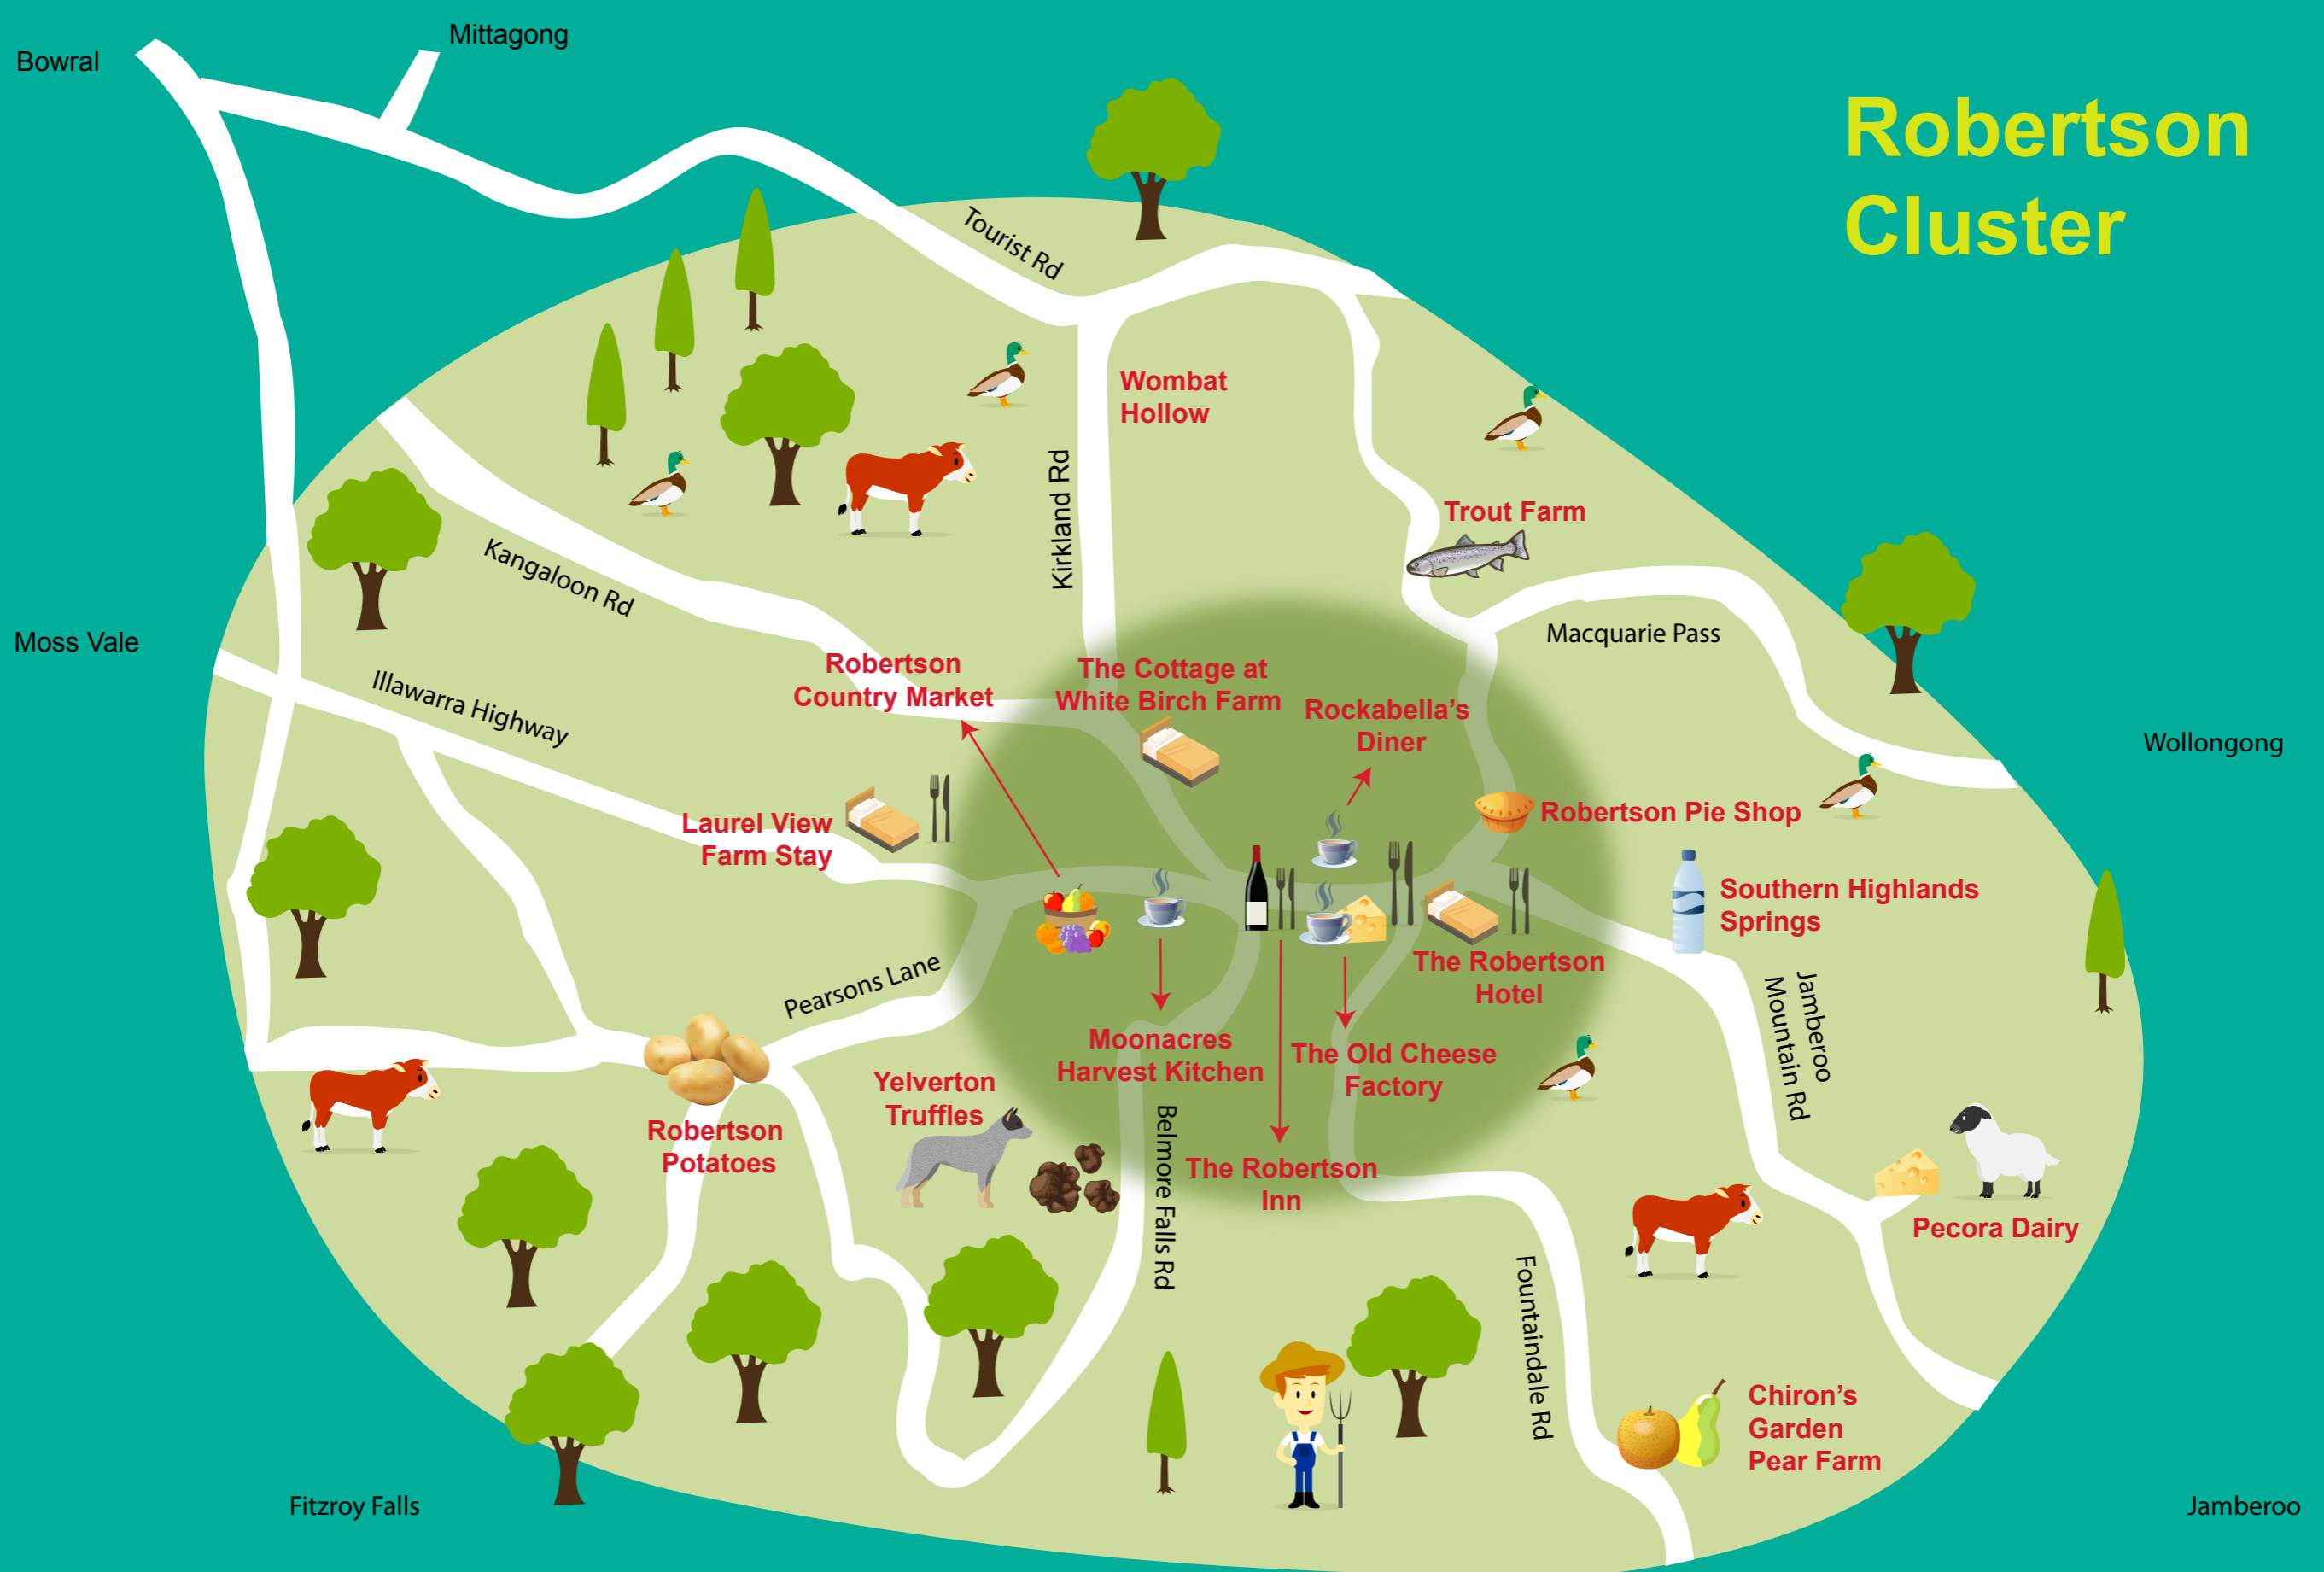 Mittagong
Bowral
Robertson
Cluster
Tourist Rd
Wombat
Hollow
Kirkland Rd
Trout Farm
Kangaloon Rd
Macquarie Pass
Moss Vale
Robertson
Country Market
The Cottage at
White Birch Farm
Rockabella’s
Diner
Illawarra Highway
Wollongong
Laurel View
Farm Stay
Robertson Pie Shop
Southern Highlands
Springs
Pearsons Lane
The Robertson
Hotel
Jamberoo
Mountain Rd
Moonacres
Harvest Kitchen
The Old Cheese
Factory
Yelverton
Truffles
Robertson
Potatoes
Belmore Falls Rd
The Robertson
Inn
Pecora Dairy
Fountaindale Rd
Chiron’s
Garden
Pear Farm
Fitzroy Falls
Jamberoo